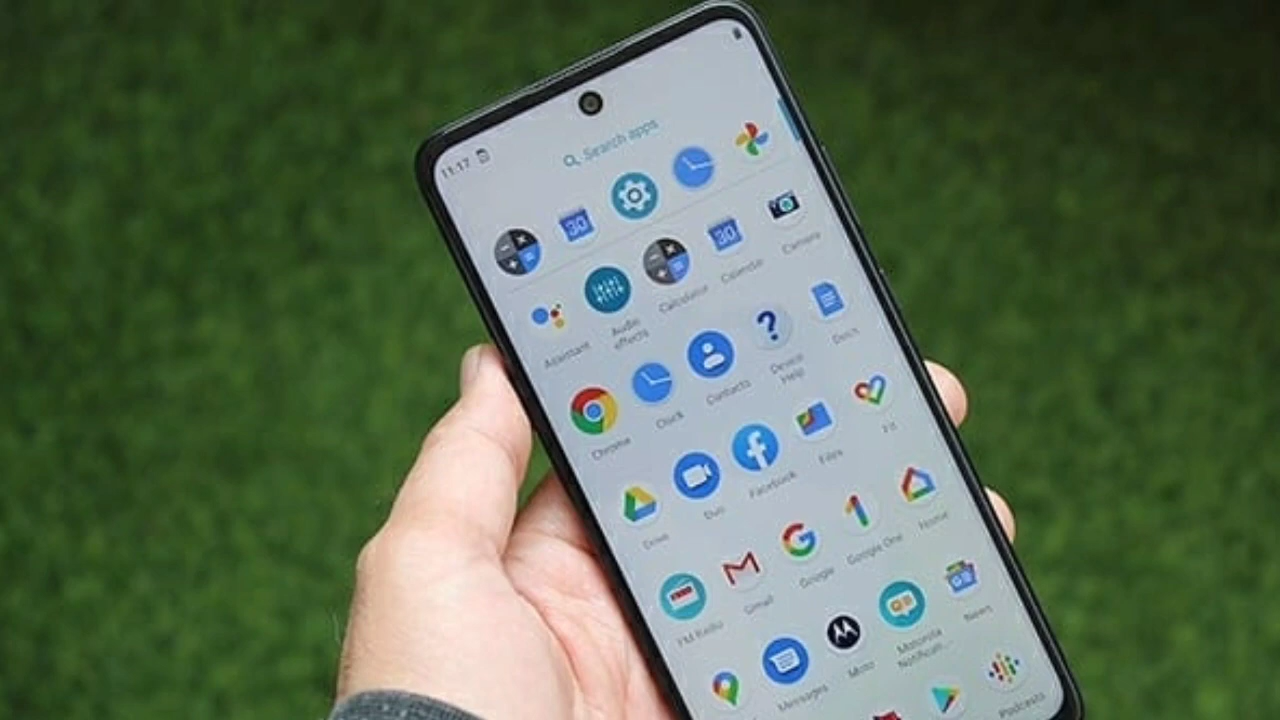 11:17
Search apps
30
30
Assistant
Audio
effects
Calculator
Calendar
Camera
Chrome
Clock
Contacts
Device
Help
Docs
Drive
Duo
Facebook
Files
Fit
FM Radio
Gmail
Google
Google One
Home
Messages
Moto
Motorola
Notificati...
News
Podcasts